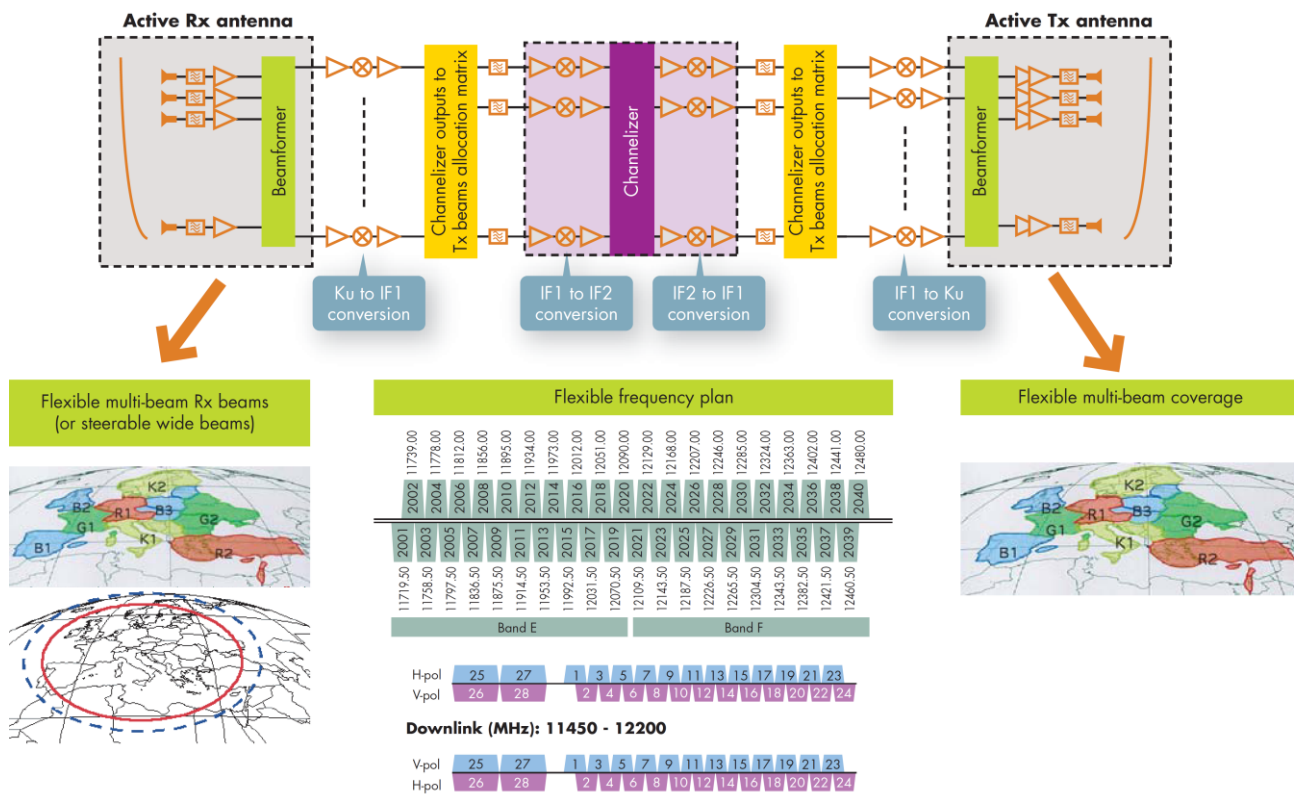 Active Rx antenna
Active Tx antenna
Beamformer
Channelizer outputs to
Tx beams allocation matrix
Channelizer
Channelizer outputs to
Tx beams allocation matrix
Beamformer
Ku to IF1
conversion
IF1 to IF2
conversion
IF2 to IF1
conversion
IF1 to Ku
conversion
Flexible multi-beam Rx beams
(or steerable wide beams)
Flexible frequency plan
Flexible multi-beam coverage
K2
B2
R1
B3
G1
G2
B1
K1
R2
11739.00 11778.00 11812.00 11856.00 11895.00 11934.00 11973.00 12012.00 12051.00 12090.00 12129.00 12168.00 12207.00 12246.00 12285.00 12324.00 12363.00 12402.00 12441.00 12480.00
2002 2004 2006 2008 2010 2012 2014 2016 2018 2020 2022 2024 2026 2028 2030 2032 2034 2036 2038 2040
2001 2003 2005 2007 2009 2011 2013 2015 2017 2019 2021 2023 2025 2027 2029 2031 2033 2035 2037 2039
11719.50 11758.50 11797.50 11836.50 11875.50 11914.50 11953.50 11992.50 12031.50 12070.50 12109.50 12143.50 12187.50 12226.50 12265.50 12304.50 12343.50 12382.50 12421.50 12460.50
Band E
Band F
H-pol 25 27 1 3 5 7 9 11 13 15 17 19 21 23
V-pol 26 28 2 4 6 8 10 12 14 16 18 20 22 24
Downlink (MHz): 11450 - 12200
V-pol 25 27 1 3 5 7 9 11 13 15 17 19 21 23
H-pol 26 28 2 4 6 8 10 12 14 16 18 20 22 24
K2
B2
R1
B3
G1
G2
B1
K1
R2